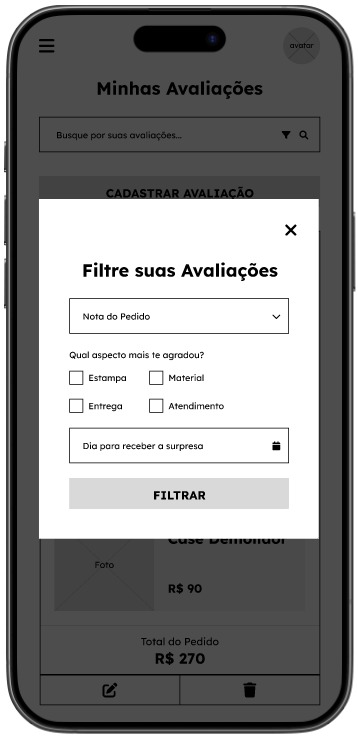 avatar
Minhas Avaliações
Busque por suas avaliações...
CADASTRAR AVALIAÇÃO
Filtre suas Avaliações
Nota do Pedido
Qual aspecto mais te agradou?
Estampa Material
Entrega Atendimento
Dia para receber a surpresa
FILTRAR
Case Demolidor
Foto
R$ 90
Total do Pedido
R$ 270